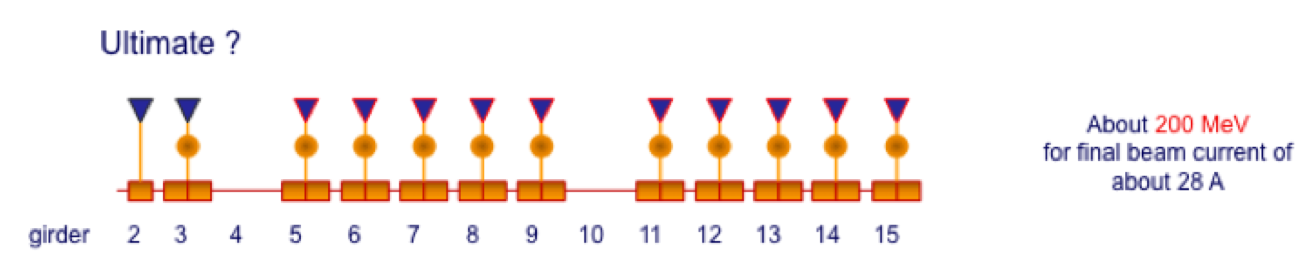 Ultimate ?
About 200 MeV
for final beam current of
about 28 A
girder 2 3 4 5 6 7 8 9 10 11 12 13 14 15